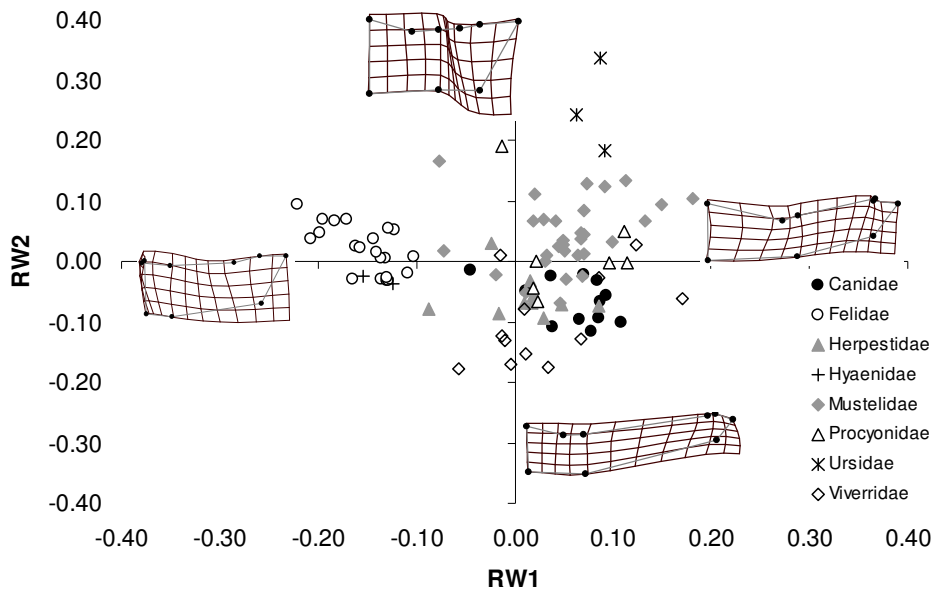 0.40
0.30
0.20
0.10
0.00
-0.10
-0.20
-0.30
-0.40
RW2
-0.40 -0.30 -0.20 -0.10 0.00 0.10 0.20 0.30 0.40
RW1
Canidae
Felidae
Herpestidae
Hyaenidae
Mustelidae
Procyonidae
Ursidae
Viverridae